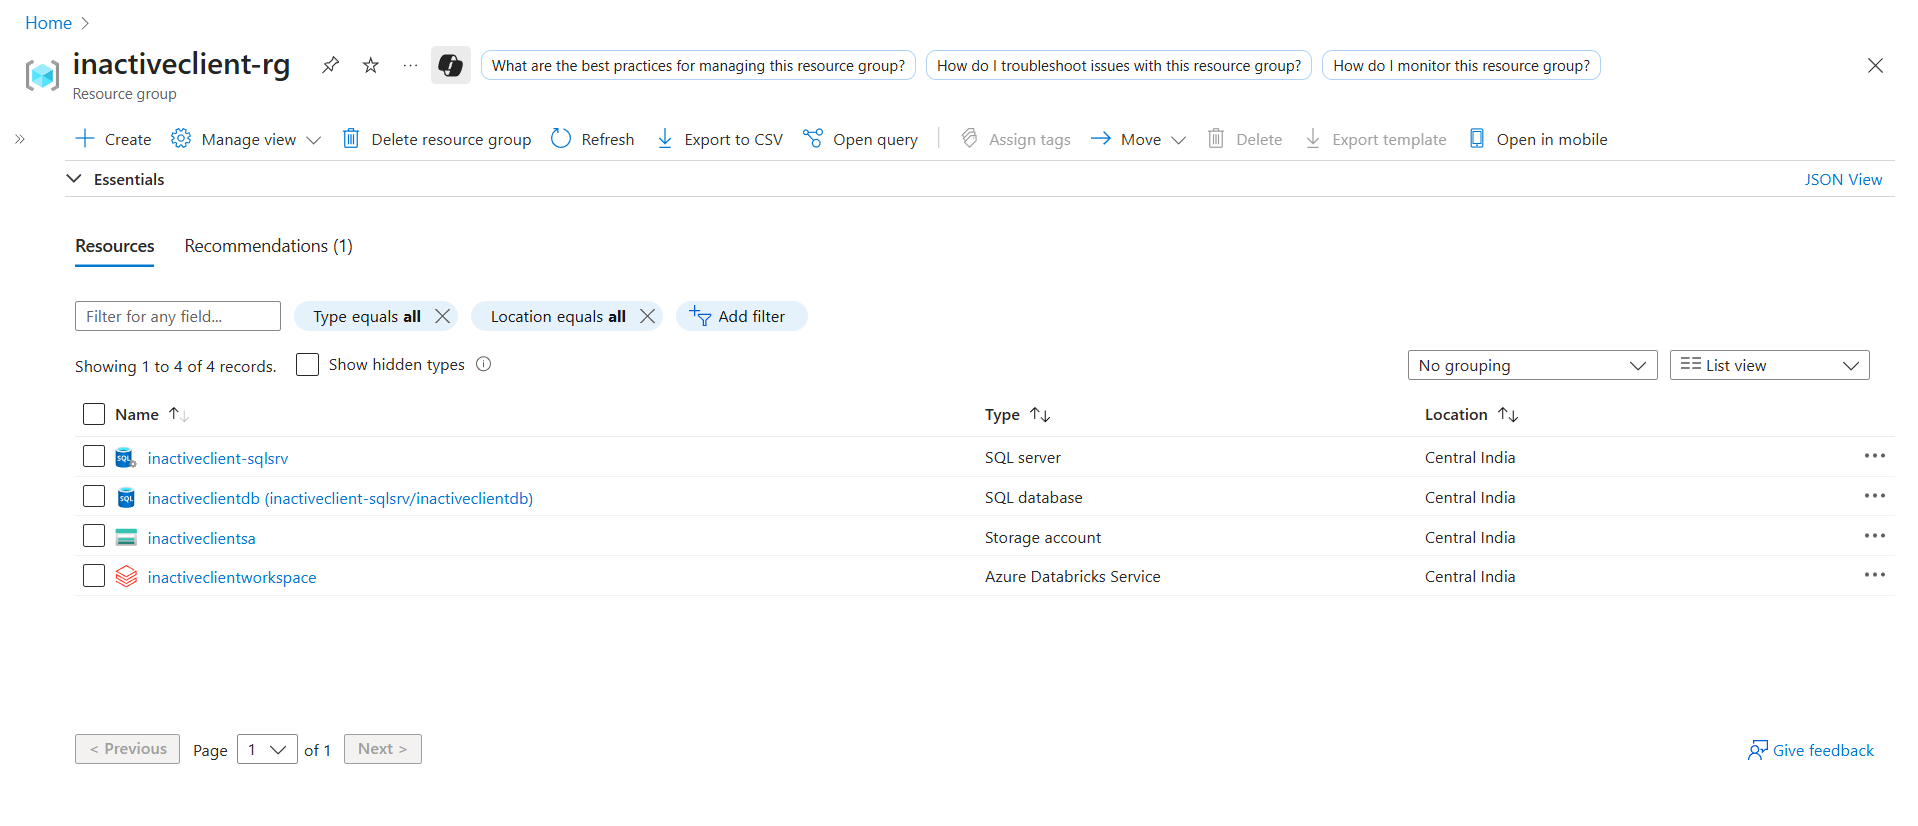 Home
inactiveclient-rg
What are the best practices for managing this resource group?
How do I troubleshoot issues with this resource group?
How do I monitor this resource group?
Resource group
Create Manage view Delete resource group Refresh Export to CSV Open query Assign tags Move Delete Export template Open in mobile
Essentials JSON View
Resources Recommendations (1)
Filter for any field... Type equals all Location equals all Add filter
Showing 1 to 4 of 4 records. Show hidden types No grouping List view
Name Type Location
inactiveclient-sqlsrv SQL server Central India
inactiveclientdb (inactiveclient-sqlsrv/inactiveclientdb) SQL database Central India
inactiveclientsa Storage account Central India
inactiveclientworkspace Azure Databricks Service Central India
< Previous Page 1 of 1 Next > Give feedback